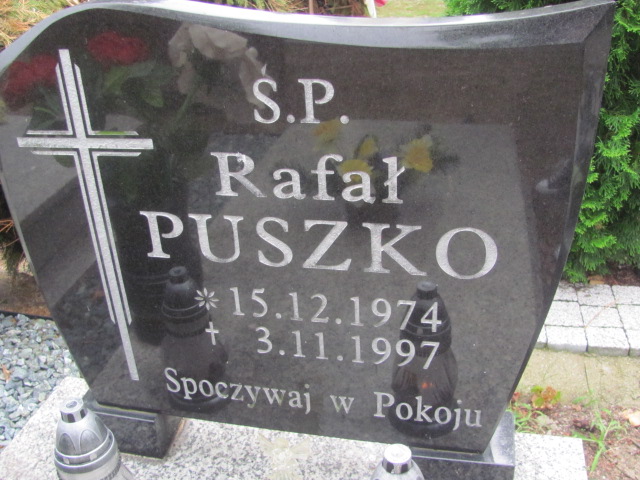 Ś.P.
Rafał
PUSZKO
* 15.12.1974
† 3.11.1997
Spoczywaj w Pokoju